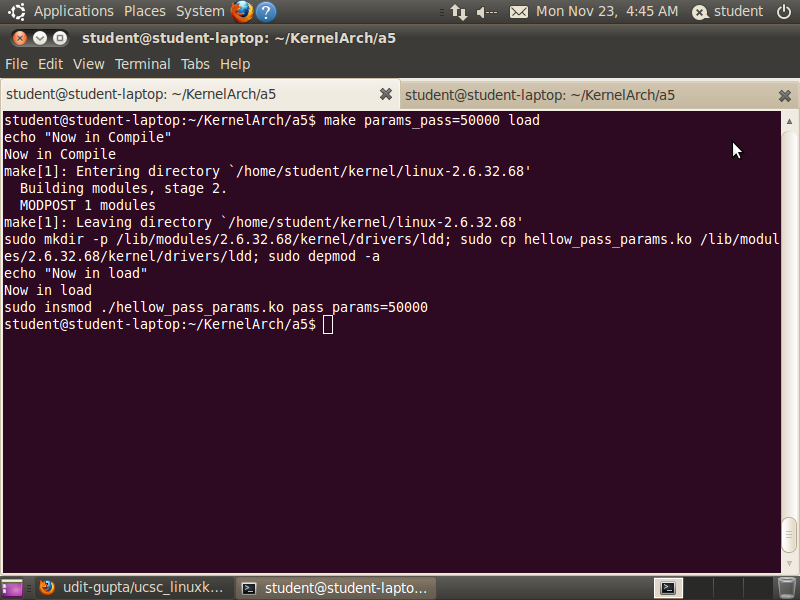 Applications Places System ? Mon Nov 23, 4:45 AM student
student@student-laptop: ~/KernelArch/a5
File Edit View Terminal Tabs Help
student@student-laptop: ~/KernelArch/a5 student@student-laptop: ~/KernelArch/a5
student@student-laptop:~/KernelArch/a5$ make params_pass=50000 load
echo "Now in Compile"
Now in Compile
make[1]: Entering directory `/home/student/kernel/linux-2.6.32.68'
  Building modules, stage 2.
  MODPOST 1 modules
make[1]: Leaving directory `/home/student/kernel/linux-2.6.32.68'
sudo mkdir -p /lib/modules/2.6.32.68/kernel/drivers/ldd; sudo cp hellow_pass_params.ko /lib/modul
es/2.6.32.68/kernel/drivers/ldd; sudo depmod -a
echo "Now in load"
Now in load
sudo insmod ./hellow_pass_params.ko pass_params=50000
student@student-laptop:~/KernelArch/a5$
udit-gupta/ucsc_linuxk... student@student-lapto...